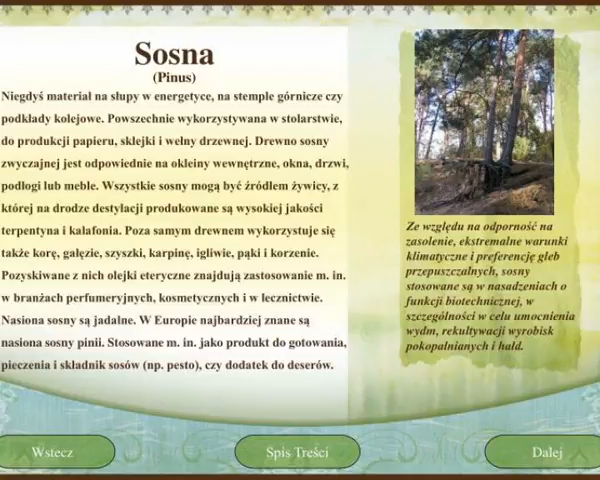 Sosna
(Pinus)
Niegdyś materiał na słupy w energetyce, na stemple górnicze czy
podkłady kolejowe. Powszechnie wykorzystywana w stolarstwie,
do produkcji papieru, sklejki i wełny drzewnej. Drewno sosny
zwyczajnej jest odpowiednie na okleiny wewnętrzne, okna, drzwi,
podłogi lub meble. Wszystkie sosny mogą być źródłem żywicy, z
której na drodze destylacji produkowane są wysokiej jakości
terpentyna i kalafonia. Poza samym drewnem wykorzystuje się
także korę, gałęzie, szyszki, karpinę, igliwie, pąki i korzenie.
Pozyskiwane z nich olejki eteryczne znajdują zastosowanie m. in.
w branżach perfumeryjnych, kosmetycznych i w lecznictwie.
Nasiona sosny są jadalne. W Europie najbardziej znane są
nasiona sosny pinii. Stosowane m. in. jako produkt do gotowania,
pieczenia i składnik sosów (np. pesto), czy dodatek do deserów.
Ze względu na odporność na
zasolenie, ekstremalne warunki
klimatyczne i preferencję gleb
przepuszczalnych, sosny
stosowane są w nasadzeniach o
funkcji biotechnicznej, w
szczególności w celu umocnienia
wydm, rekultywacji wyrobisk
pokopalnianych i hałd.
Wstecz
Spis Treści
Dalej